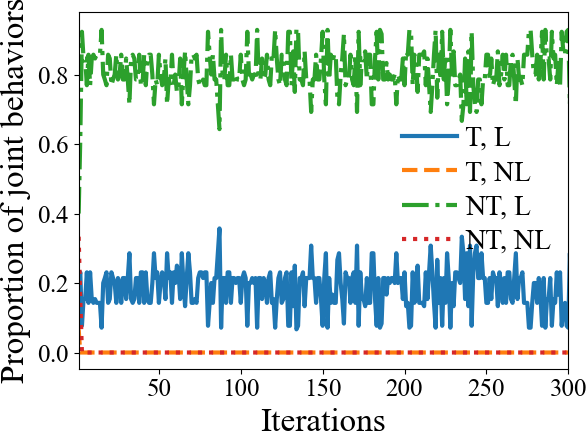 Proportion of joint behaviors
0.8
0.6
0.4
0.2
0.0
T, L
T, NL
NT, L
NT, NL
50 100 150 200 250 300
Iterations